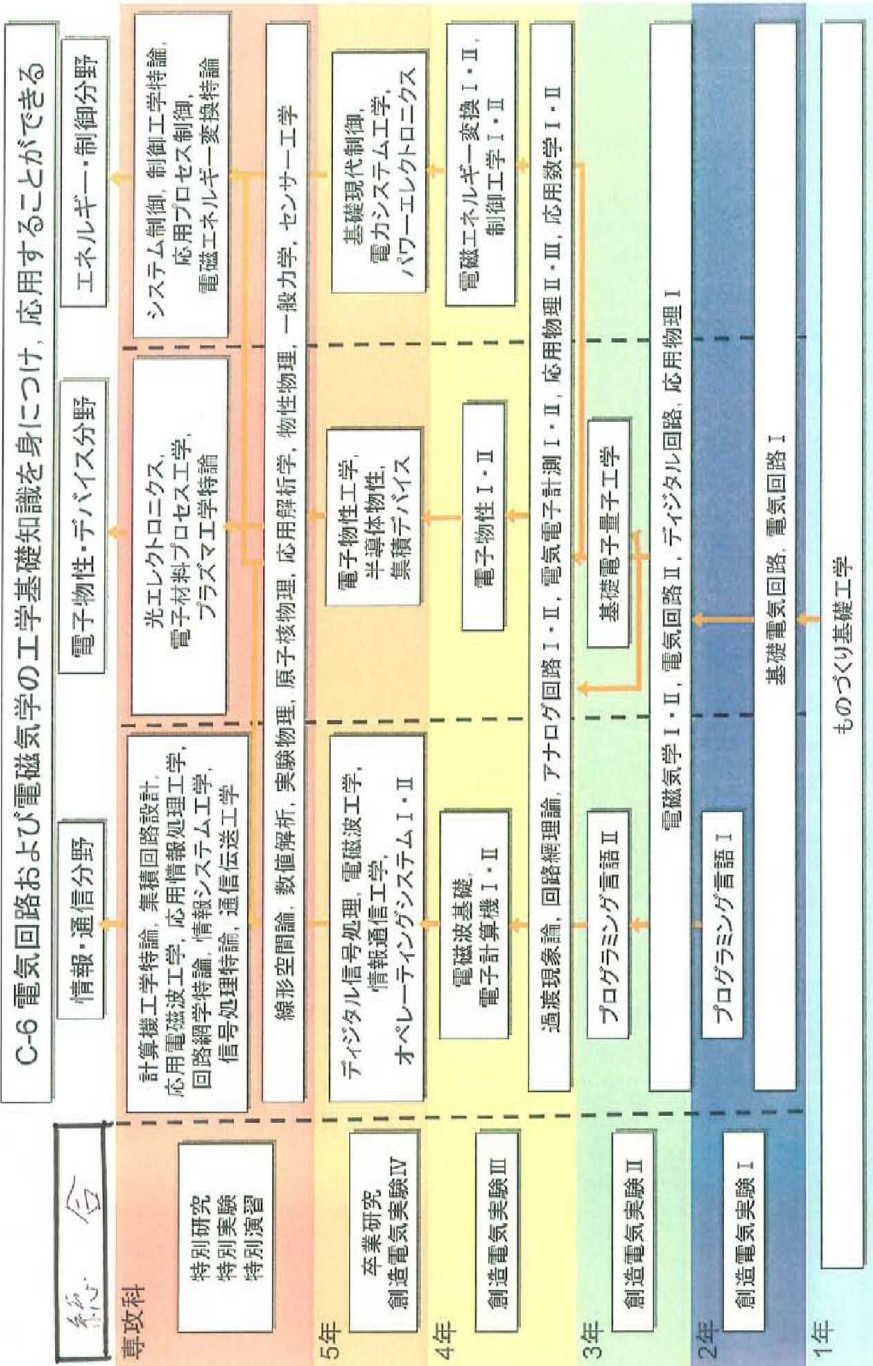 C-6 電気回路および電磁気学の工学基礎知識を身につけ，応用することができる
総合
情報・通信分野
電子物性・デバイス分野
エネルギー・制御分野
専攻科
特別研究
特別実験
特別演習
計算機工学特論，集積回路設計，
応用電磁波工学，応用情報処理工学，
回路網学特論，情報システム工学，
信号処理特論，通信伝送工学
光エレクトロニクス，
電子材料プロセス工学，
プラズマ工学特論
システム制御，制御工学特論，
応用プロセス制御，
電磁エネルギー変換特論
線形空間論，数値解析，実験物理，原子核物理，応用解析学，物性物理，一般力学，センサー工学
5年
卒業研究
創造電気実験Ⅳ
ディジタル信号処理，電磁波工学，
情報通信工学，
オペレーティングシステムⅠ・Ⅱ
電子物性工学，
半導体物性，
集積デバイス
基礎現代制御，
電力システム工学，
パワーエレクトロニクス
4年
創造電気実験Ⅲ
電磁波基礎，
電子計算機Ⅰ・Ⅱ
電子物性Ⅰ・Ⅱ
電磁エネルギー変換Ⅰ・Ⅱ，
制御工学Ⅰ・Ⅱ
過渡現象論，回路網理論，アナログ回路Ⅰ・Ⅱ，電気電子計測Ⅰ・Ⅱ，応用物理Ⅱ・Ⅲ，応用数学Ⅰ・Ⅱ
3年
創造電気実験Ⅱ
プログラミング言語Ⅱ
基礎電子量子工学
電磁気学Ⅰ・Ⅱ，電気回路Ⅱ，ディジタル回路，応用物理Ⅰ
2年
創造電気実験Ⅰ
プログラミング言語Ⅰ
基礎電気回路，電気回路Ⅰ
1年
ものづくり基礎工学